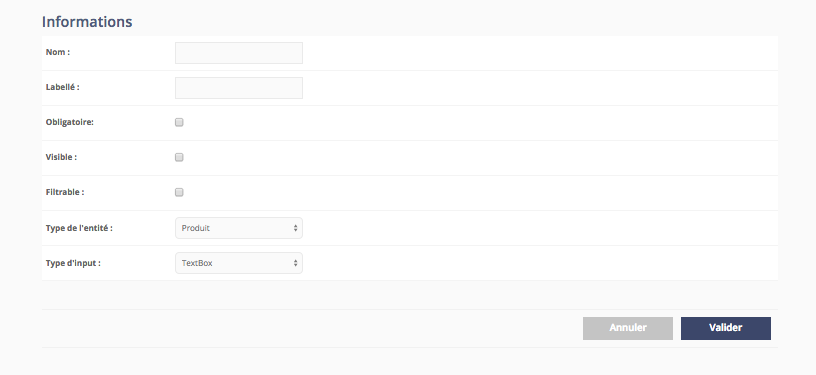 Informations
Nom :
Labellé :
Obligatoire:
Visible :
Filtrable :
Type de l'entité : Produit
Type d'input : TextBox
Annuler Valider